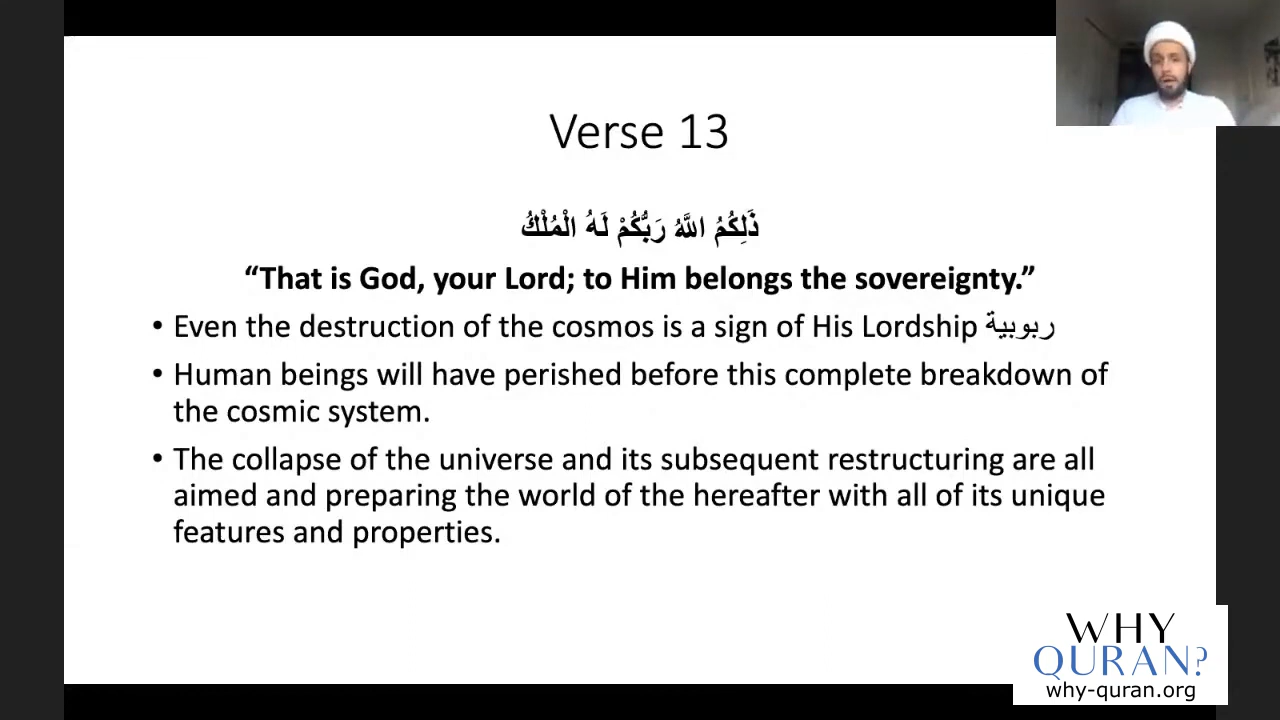 Verse 13
ذَلِكُمُ اللَّهُ رَبُّكُمْ لَهُ الْمُلْكُ
“That is God, your Lord; to Him belongs the sovereignty.”
• Even the destruction of the cosmos is a sign of His Lordship ربوبية
• Human beings will have perished before this complete breakdown of
the cosmic system.
• The collapse of the universe and its subsequent restructuring are all
aimed and preparing the world of the hereafter with all of its unique
features and properties.
WHY
QURAN?
why-quran.org